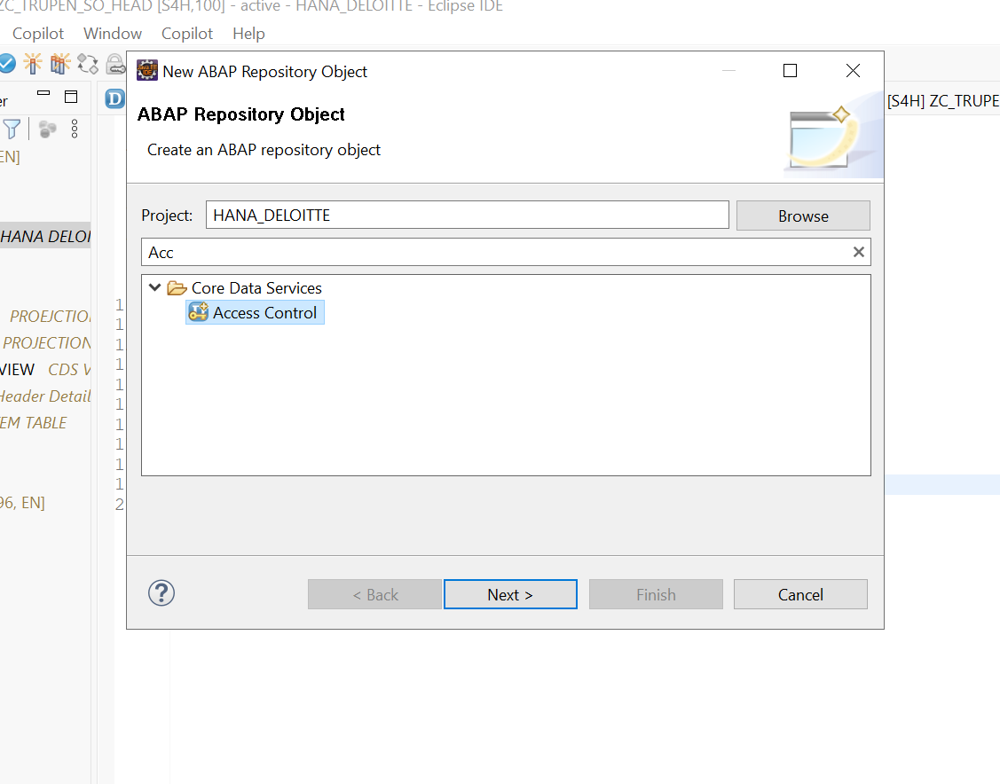 ZC_TRUPEN_SO_HEAD [S4H,100] - active - HANA_DELOITTE - Eclipse IDE
Copilot Window Copilot Help
New ABAP Repository Object
er
D
[S4H] ZC_TRUPE
ABAP Repository Object
Create an ABAP repository object
EN]
Project: HANA_DELOITTE Browse
HANA DELOI
Acc
Core Data Services
Access Control
1
PROEJCTIO
1
PROJECTION
1
1
VIEW CDS V
1
Header Detail
1
EM TABLE
1
1
1
1
96, EN]
2
?
< Back Next > Finish Cancel